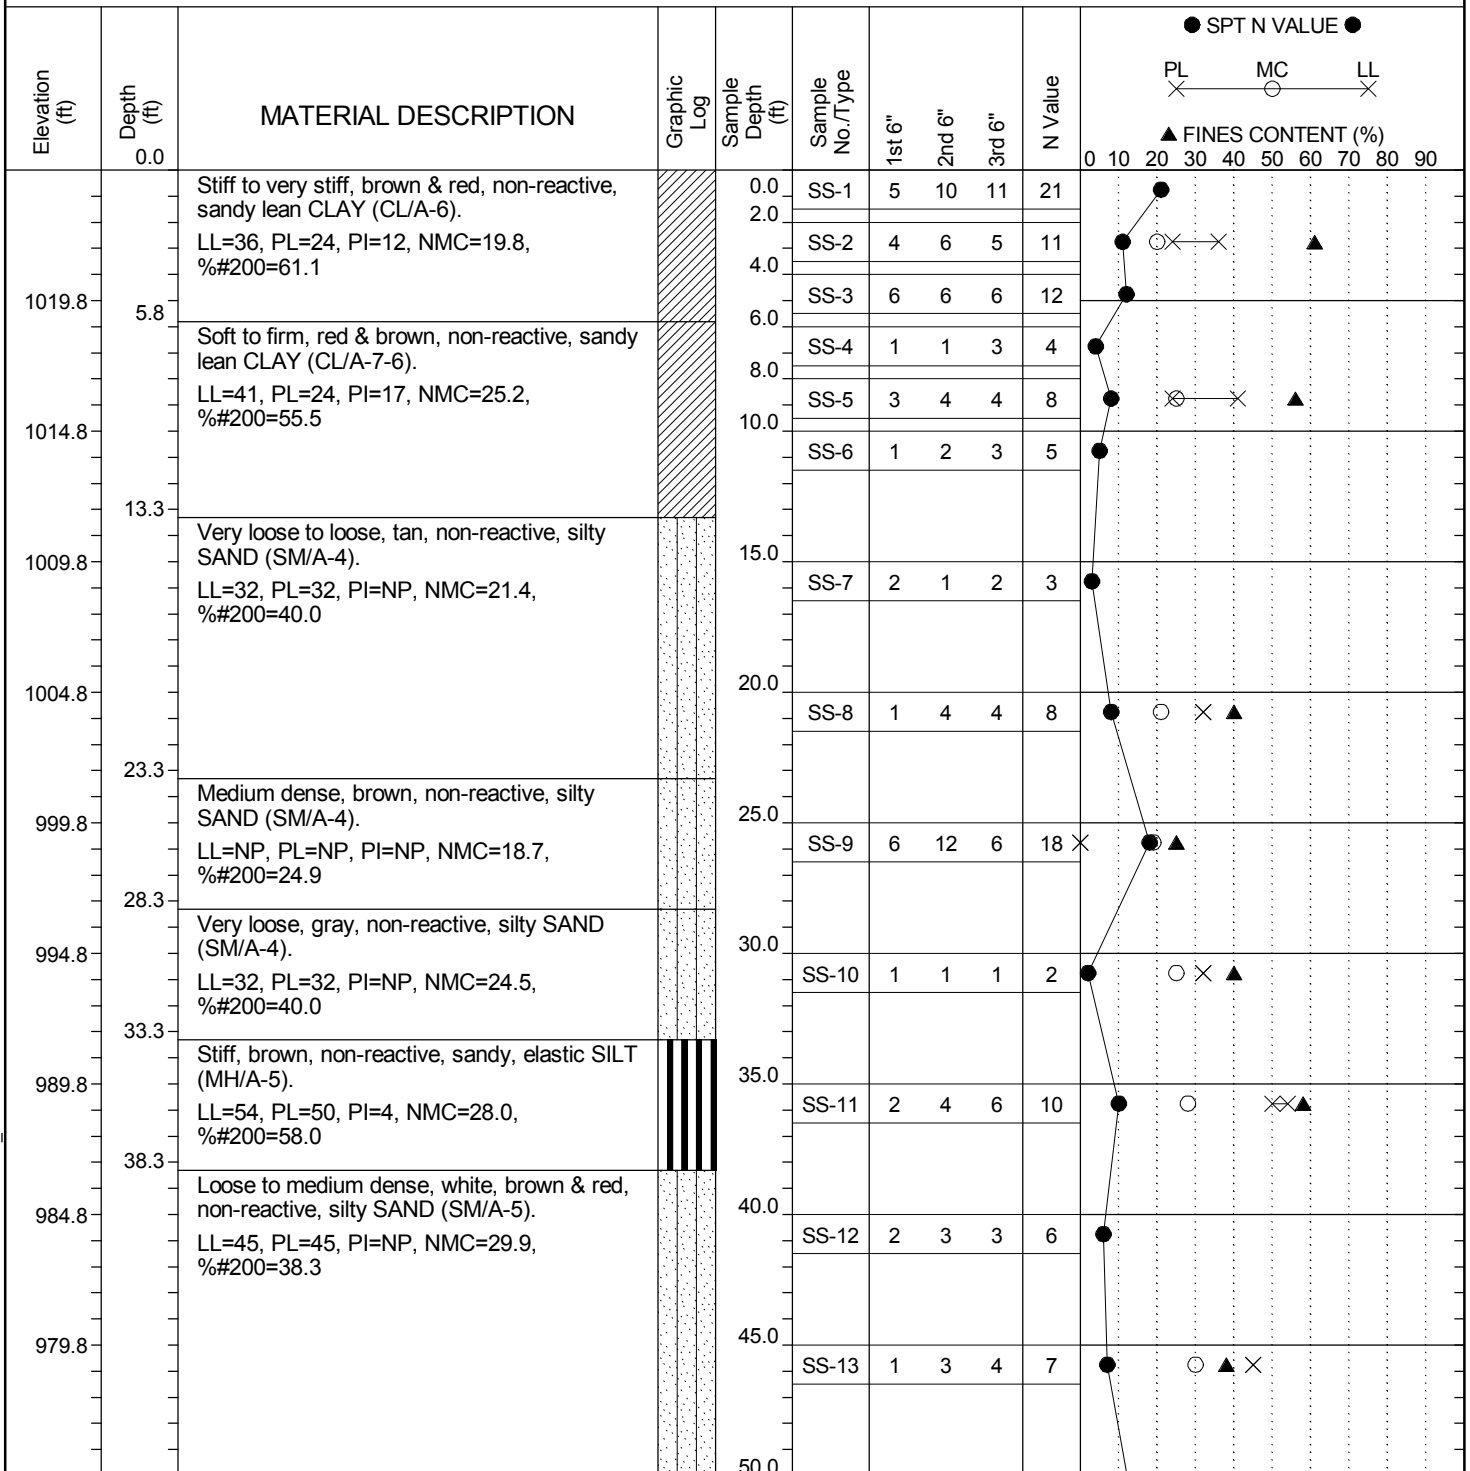 ● SPT N VALUE ●
PL MC LL
▲ FINES CONTENT (%)
0 10 20 30 40 50 60 70 80 90
Elevation (ft)
Depth (ft)
0.0
MATERIAL DESCRIPTION
Graphic Log
Sample Depth (ft)
Sample No./Type
1st 6"
2nd 6"
3rd 6"
N Value
Stiff to very stiff, brown & red, non-reactive,
sandy lean CLAY (CL/A-6).
LL=36, PL=24, PI=12, NMC=19.8,
%#200=61.1
0.0 SS-1 5 10 11 21
2.0 SS-2 4 6 5 11
4.0 SS-3 6 6 6 12
1019.8
5.8
Soft to firm, red & brown, non-reactive, sandy
lean CLAY (CL/A-7-6).
LL=41, PL=24, PI=17, NMC=25.2,
%#200=55.5
6.0 SS-4 1 1 3 4
8.0 SS-5 3 4 4 8
1014.8
10.0 SS-6 1 2 3 5
13.3
Very loose to loose, tan, non-reactive, silty
SAND (SM/A-4).
LL=32, PL=32, PI=NP, NMC=21.4,
%#200=40.0
1009.8
15.0 SS-7 2 1 2 3
1004.8
20.0 SS-8 1 4 4 8
23.3
Medium dense, brown, non-reactive, silty
SAND (SM/A-4).
LL=NP, PL=NP, PI=NP, NMC=18.7,
%#200=24.9
999.8
25.0 SS-9 6 12 6 18
28.3
Very loose, gray, non-reactive, silty SAND
(SM/A-4).
LL=32, PL=32, PI=NP, NMC=24.5,
%#200=40.0
994.8
30.0 SS-10 1 1 1 2
33.3
Stiff, brown, non-reactive, sandy, elastic SILT
(MH/A-5).
LL=54, PL=50, PI=4, NMC=28.0,
%#200=58.0
989.8
35.0 SS-11 2 4 6 10
38.3
Loose to medium dense, white, brown & red,
non-reactive, silty SAND (SM/A-5).
LL=45, PL=45, PI=NP, NMC=29.9,
%#200=38.3
984.8
40.0 SS-12 2 3 3 6
979.8
45.0 SS-13 1 3 4 7
50.0